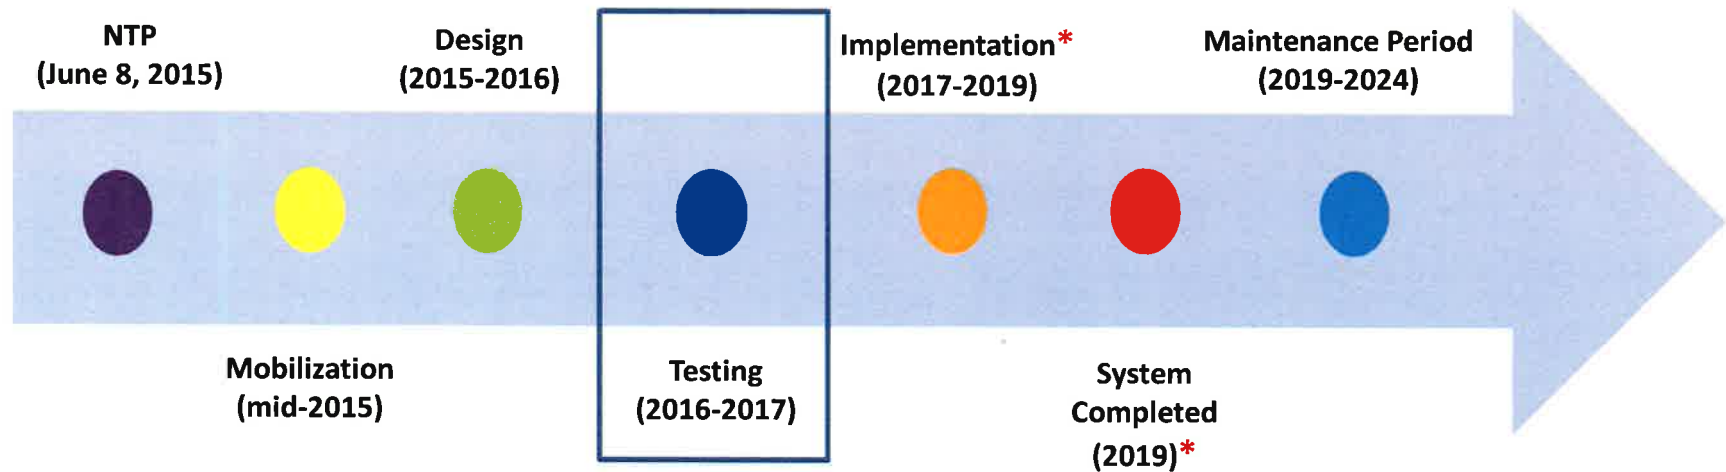 NTP
(June 8, 2015)
Mobilization
(mid-2015)
Design
(2015-2016)
Testing
(2016-2017)
Implementation*
(2017-2019)
System
Completed
(2019)*
Maintenance Period
(2019-2024)